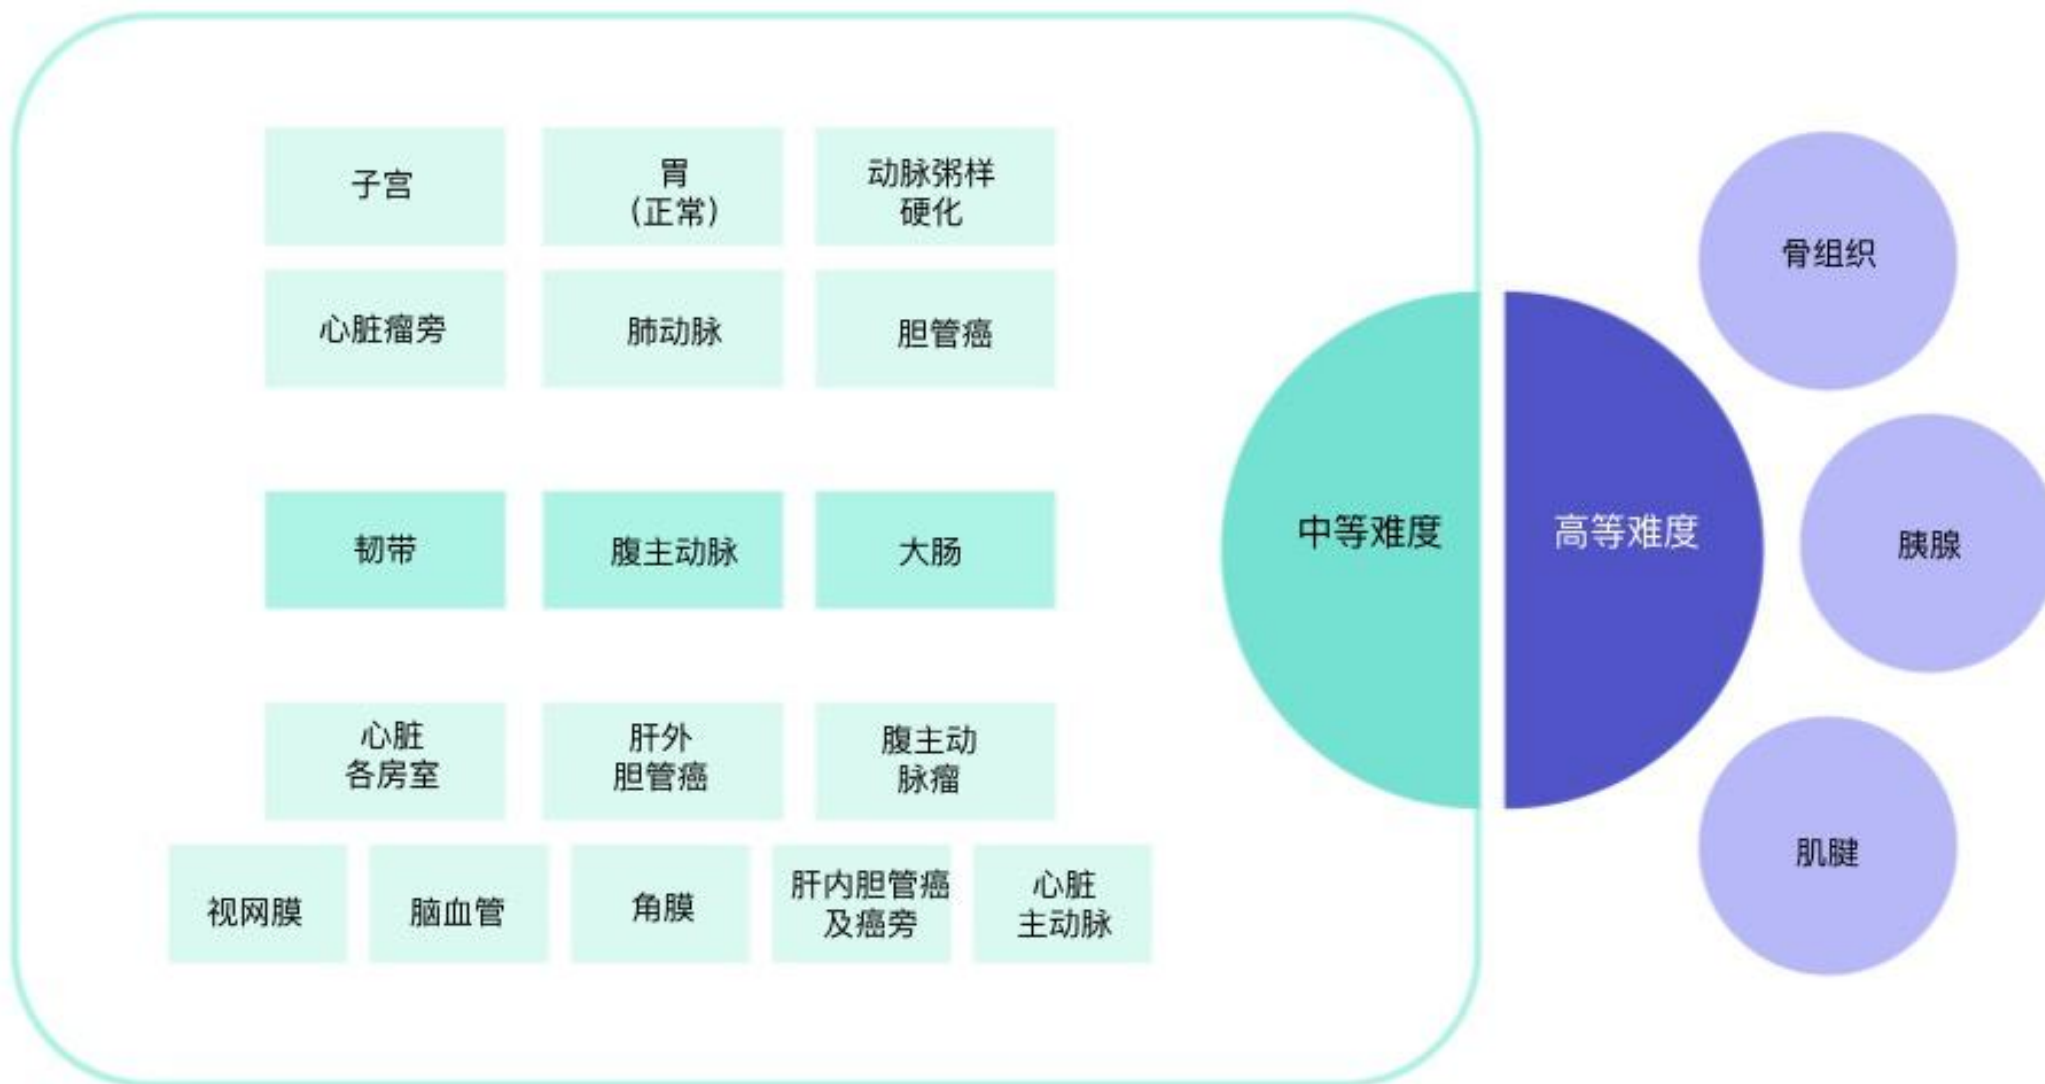 子宫
胃
(正常)
动脉粥样
硬化
心脏瘤旁
肺动脉
胆管癌
韧带
腹主动脉
大肠
心脏
各房室
肝外
胆管癌
腹主动
脉瘤
视网膜
脑血管
角膜
肝内胆管癌
及癌旁
心脏
主动脉
中等难度
高等难度
骨组织
胰腺
肌腱